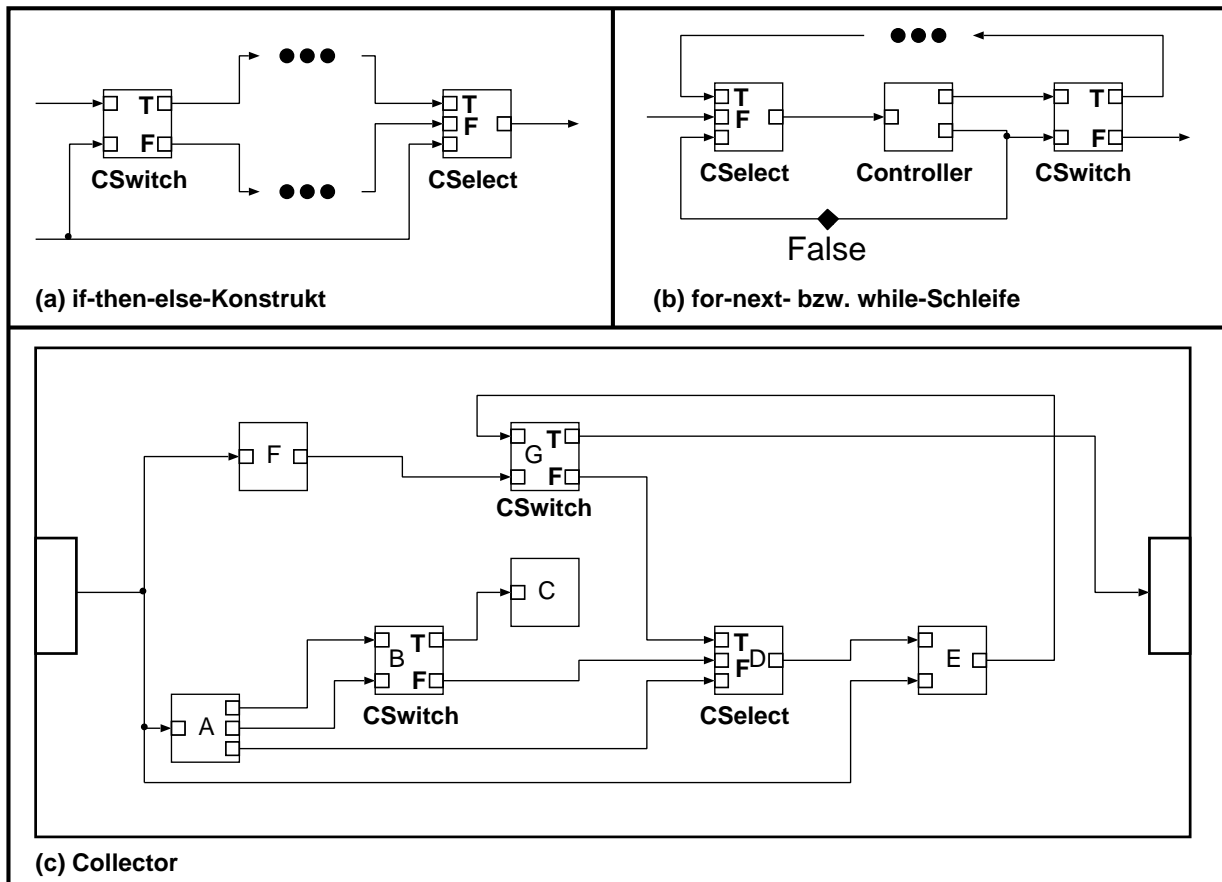 T
F
CSwitch
T
F
CSelect
(a) if-then-else-Konstrukt
T
F
CSelect
Controller
T
F
CSwitch
False
(b) for-next- bzw. while-Schleife
F
T
G
F
CSwitch
C
B
T
F
CSwitch
A
T
F
D
CSelect
E
(c) Collector